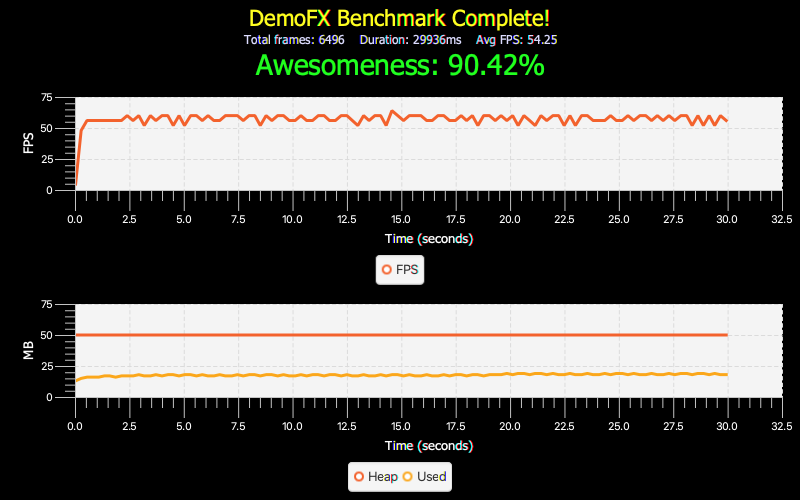 DemoFX Benchmark Complete!
Total frames: 6496 Duration: 29936ms Avg FPS: 54.25
Awesomeness: 90.42%
75
50
25
0
FPS
0.0 2.5 5.0 7.5 10.0 12.5 15.0 17.5 20.0 22.5 25.0 27.5 30.0 32.5
Time (seconds)
FPS
75
50
25
0
MB
0.0 2.5 5.0 7.5 10.0 12.5 15.0 17.5 20.0 22.5 25.0 27.5 30.0 32.5
Time (seconds)
Heap Used